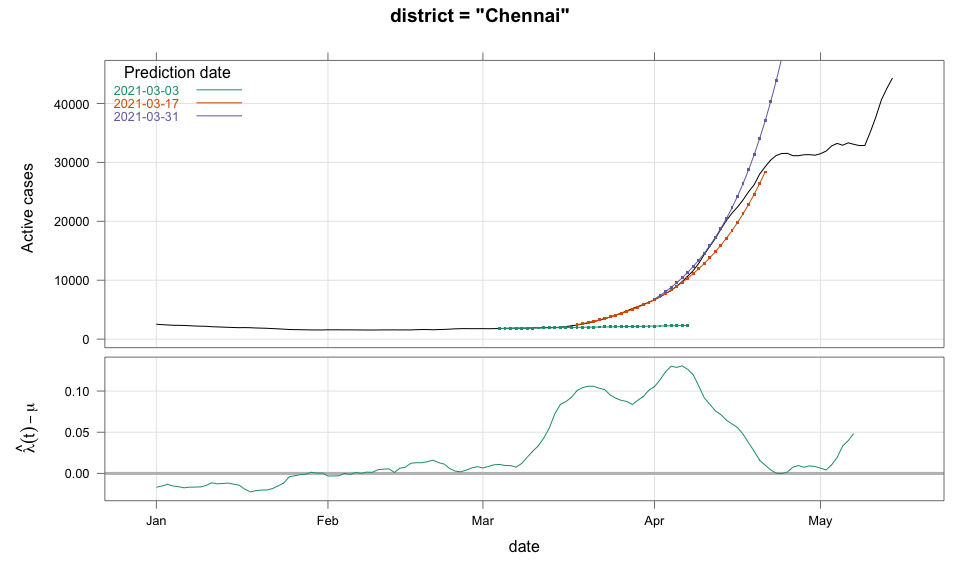 district = "Chennai"
Prediction date
2021-03-03
2021-03-17
2021-03-31
Active cases
40000
30000
20000
10000
0
λ̂(t) − μ
0.10
0.05
0.00
Jan Feb Mar Apr May
date